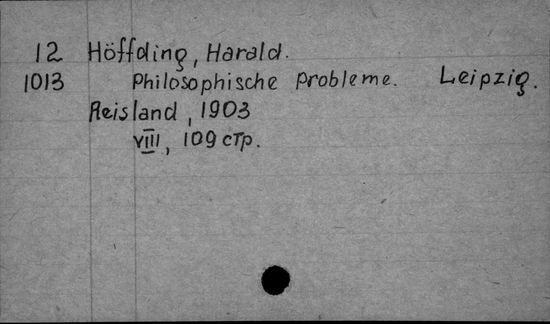 12 Höffding, Harald.
1013 Philosophische Probleme. Leipzig.
Reisland, 1903
VIII, 109 стр.